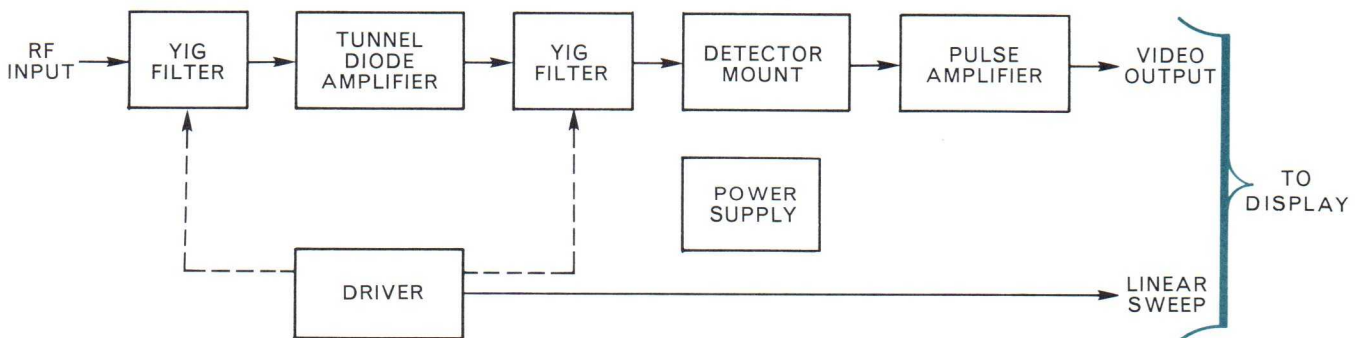 RF
INPUT
YIG
FILTER
TUNNEL
DIODE
AMPLIFIER
YIG
FILTER
DETECTOR
MOUNT
PULSE
AMPLIFIER
VIDEO
OUTPUT
POWER
SUPPLY
TO
DISPLAY
DRIVER
LINEAR
SWEEP